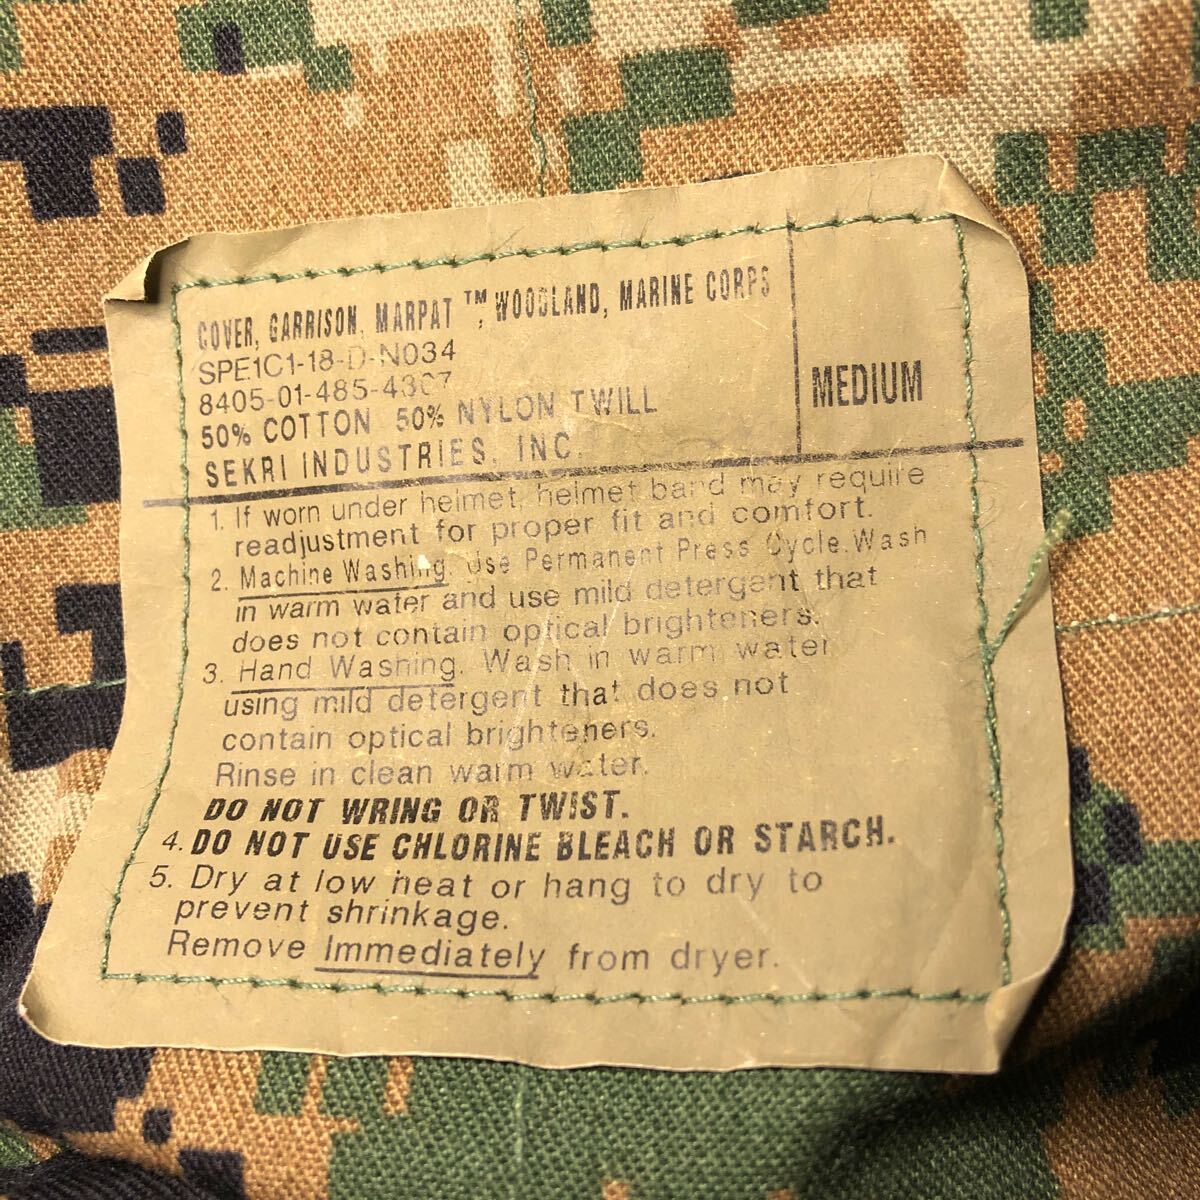 COVER, GARRISON, MARPAT ™, WOODLAND, MARINE CORPS
SPE1C1-18-D-N034
8405-01-485-4307
50% COTTON 50% NYLON TWILL
SEKRI INDUSTRIES, INC.
MEDIUM
1. If worn under helmet, helmet band may require
readjustment for proper fit and comfort.
2. Machine Washing. Use Permanent Press Cycle. Wash
in warm water and use mild detergent that
does not contain optical brighteners.
3. Hand Washing. Wash in warm water
using mild detergent that does not
contain optical brighteners.
Rinse in clean warm water.
DO NOT WRING OR TWIST.
4. DO NOT USE CHLORINE BLEACH OR STARCH.
5. Dry at low heat or hang to dry to
prevent shrinkage.
Remove Immediately from dryer.